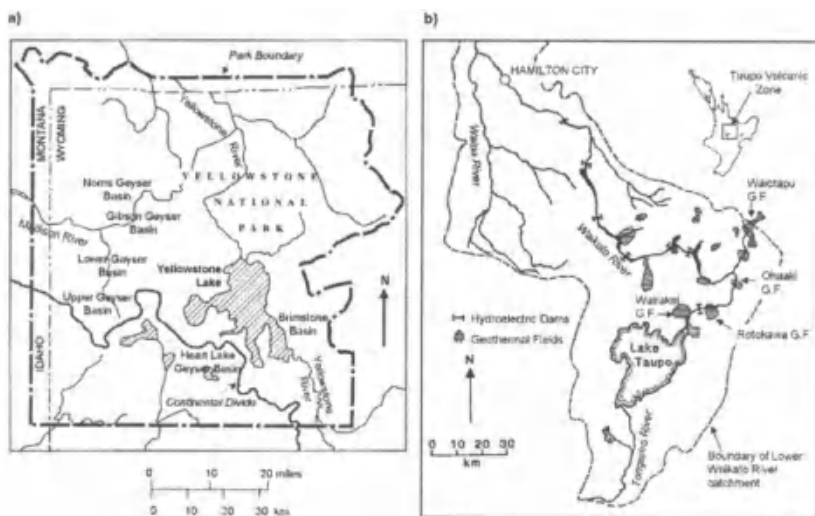 a)
Park Boundary
MONTANA
WYOMING
Yellowstone
River
YELLOWSTONE
NATIONAL
PARK
Norris Geyser
Basin
Gibson Geyser
Basin
Madison River
Lower Geyser
Basin
Yellowstone
Lake
Upper Geyser
Basin
Brimstone
Basin
N
IDAHO
Heart Lake
Geyser Basin
Continental Divide
Yellowstone
River
0 10 20 miles
0 10 20 30 kms
b)
HAMILTON CITY
Taupo Volcanic
Zone
Waipa River
Waiotapu
G.F.
Waikato River
Ohaaki
G.F.
Wairakei
G.F.
Hydroelectric Dams
Geothermal Fields
Rotokawa G.F.
N
Lake
Taupo
0 10 20 30
km
Tongariro River
Boundary of Lower
Waikato River
catchment